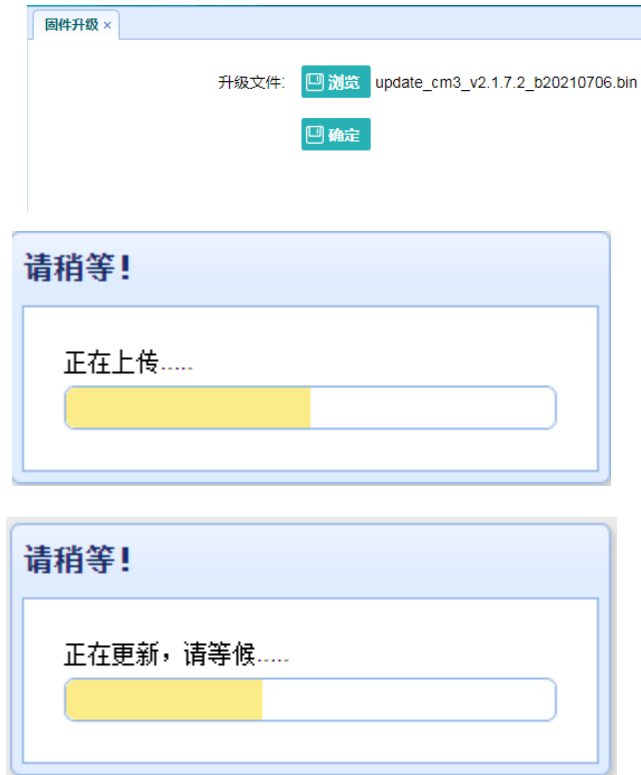 固件升级 ×
升级文件: 浏览 update_cm3_v2.1.7.2_b20210706.bin
确定
请稍等!
正在上传.....
请稍等!
正在更新，请等候.....